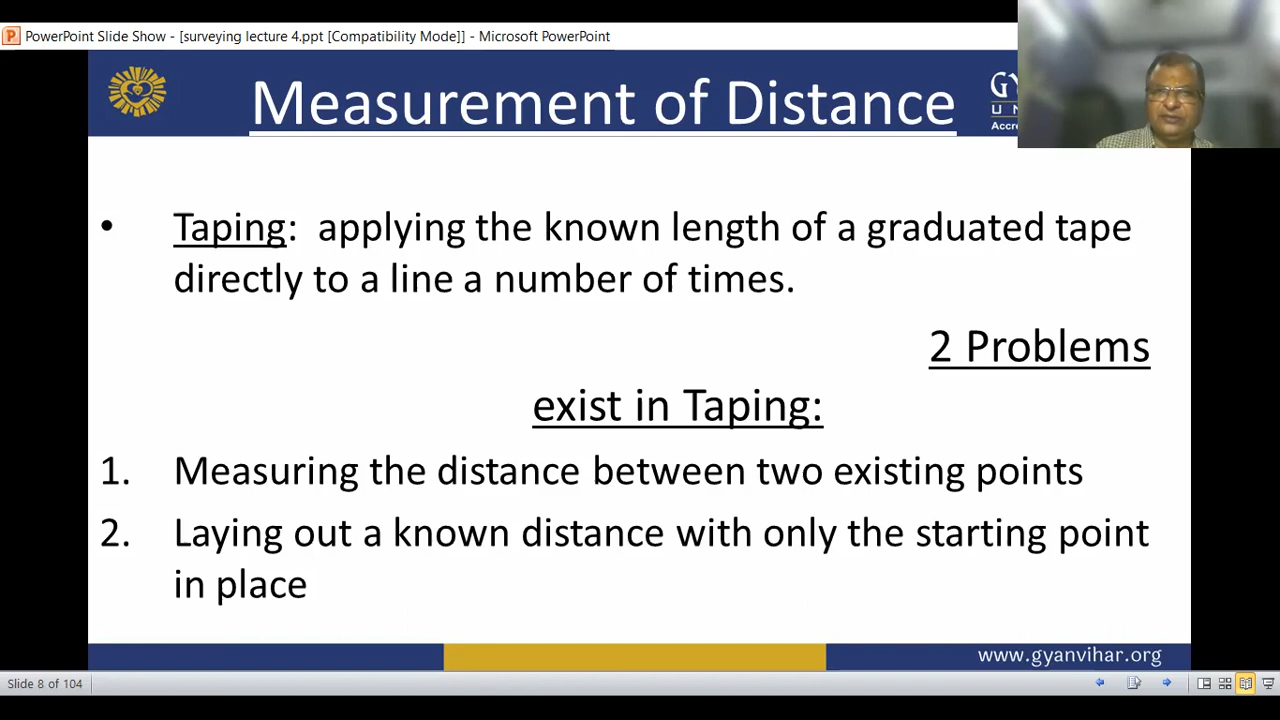 PowerPoint Slide Show - [surveying lecture 4.ppt [Compatibility Mode]] - Microsoft PowerPoint
Measurement of Distance
• Taping: applying the known length of a graduated tape
directly to a line a number of times.
2 Problems
exist in Taping:
1. Measuring the distance between two existing points
2. Laying out a known distance with only the starting point
in place
www.gyanvihar.org
Slide 8 of 104